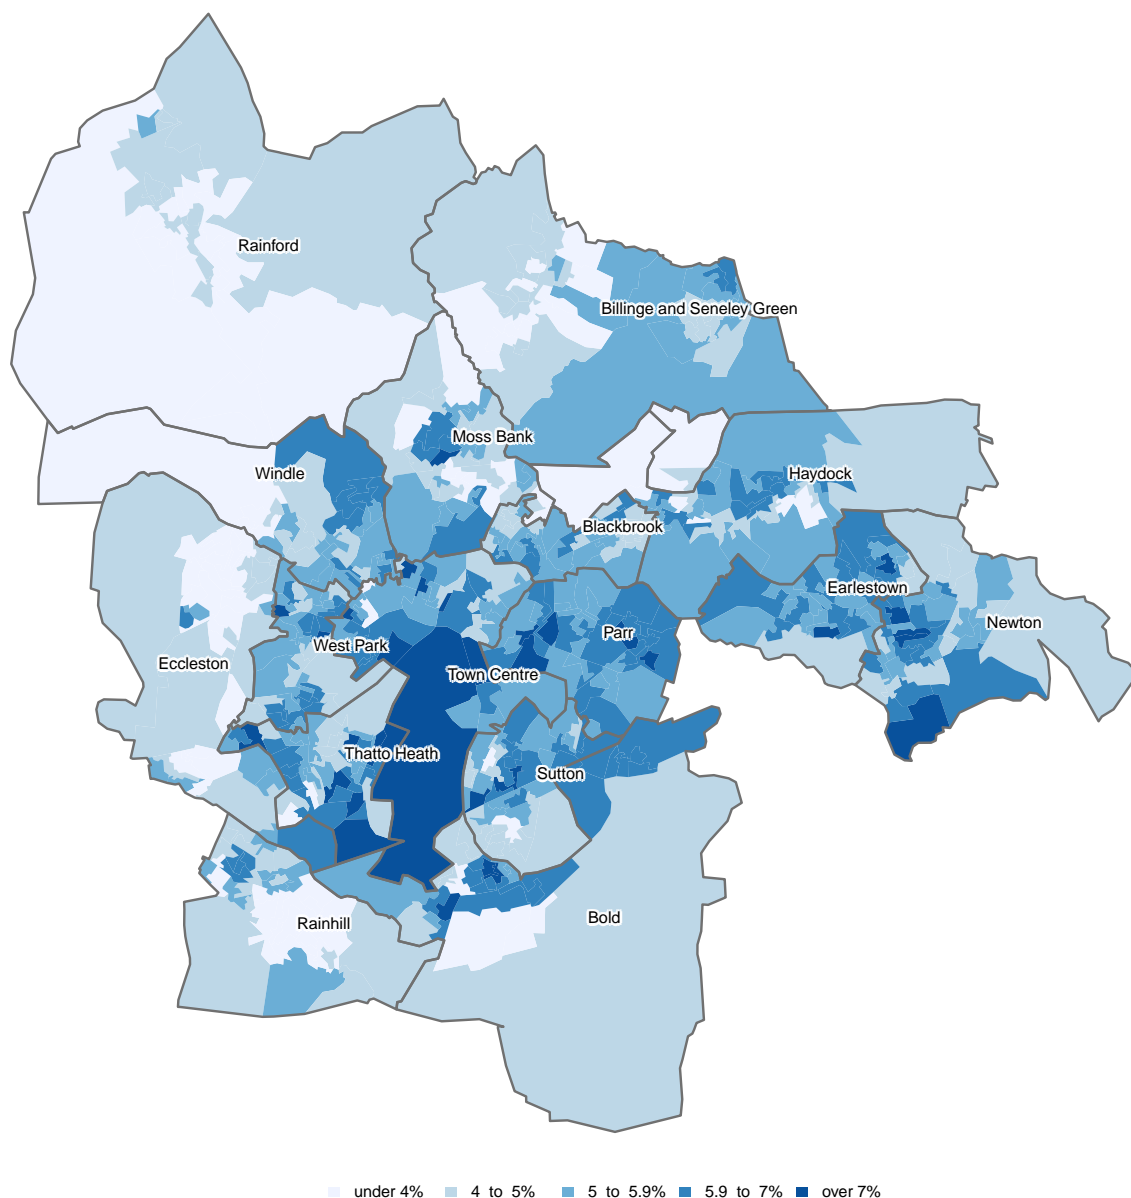 Rainford
Billinge and Seneley Green
Moss Bank
Windle
Haydock
Blackbrook
Earlestown
Newton
Parr
West Park
Eccleston
Town Centre
Thatto Heath
Sutton
Bold
Rainhill
under 4% 4 to 5% 5 to 5.9% 5.9 to 7% over 7%